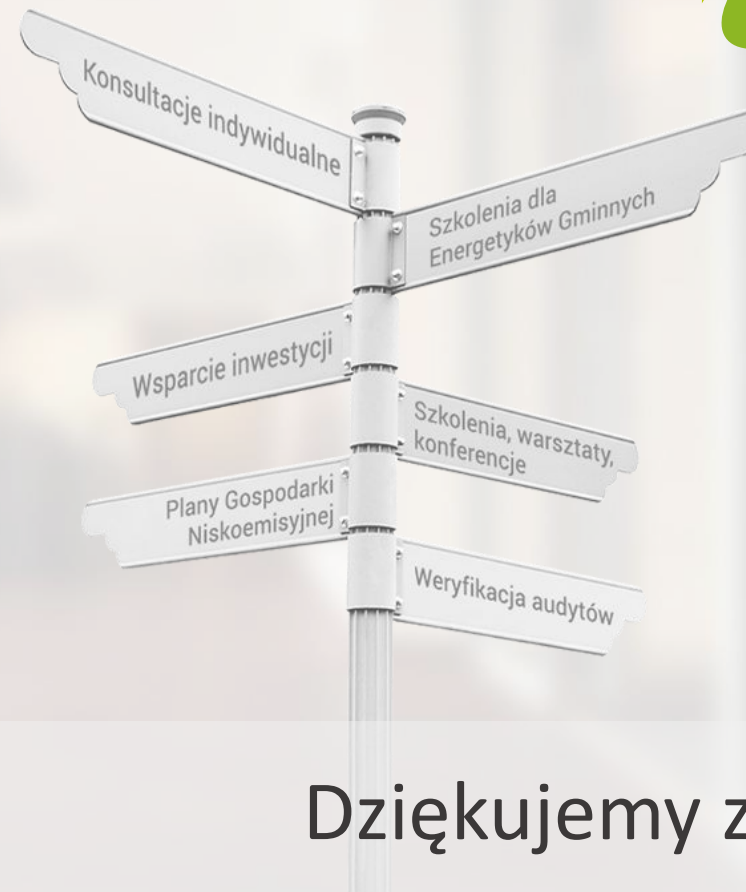 Konsultacje indywidualne
Szkolenia dla
Energetyków Gminnych
Wsparcie inwestycji
Szkolenia, warsztaty,
konferencje
Plany Gospodarki
Niskoemisyjnej
Weryfikacja audytów
Dziękujemy z